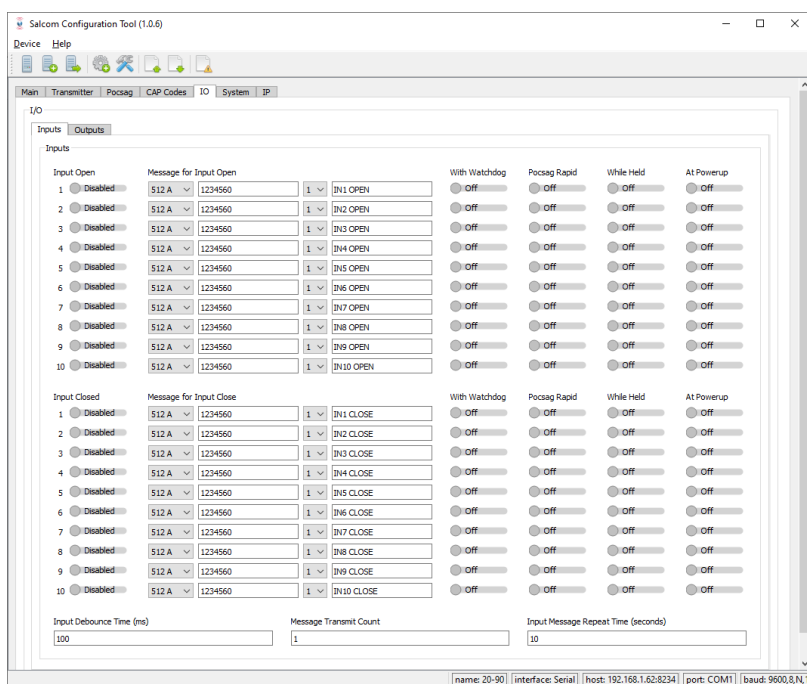 Salcom Configuration Tool (1.0.6)
Device Help
Main Transmitter Pocsag CAP Codes IO System IP
I/O
Inputs Outputs
Inputs
Input Open Message for Input Open With Watchdog Pocsag Rapid While Held At Powerup
1 Disabled 512 A 1234560 1 IN1 OPEN Off Off Off Off
2 Disabled 512 A 1234560 1 IN2 OPEN Off Off Off Off
3 Disabled 512 A 1234560 1 IN3 OPEN Off Off Off Off
4 Disabled 512 A 1234560 1 IN4 OPEN Off Off Off Off
5 Disabled 512 A 1234560 1 IN5 OPEN Off Off Off Off
6 Disabled 512 A 1234560 1 IN6 OPEN Off Off Off Off
7 Disabled 512 A 1234560 1 IN7 OPEN Off Off Off Off
8 Disabled 512 A 1234560 1 IN8 OPEN Off Off Off Off
9 Disabled 512 A 1234560 1 IN9 OPEN Off Off Off Off
10 Disabled 512 A 1234560 1 IN10 OPEN Off Off Off Off
Input Closed Message for Input Close With Watchdog Pocsag Rapid While Held At Powerup
1 Disabled 512 A 1234560 1 IN1 CLOSE Off Off Off Off
2 Disabled 512 A 1234560 1 IN2 CLOSE Off Off Off Off
3 Disabled 512 A 1234560 1 IN3 CLOSE Off Off Off Off
4 Disabled 512 A 1234560 1 IN4 CLOSE Off Off Off Off
5 Disabled 512 A 1234560 1 IN5 CLOSE Off Off Off Off
6 Disabled 512 A 1234560 1 IN6 CLOSE Off Off Off Off
7 Disabled 512 A 1234560 1 IN7 CLOSE Off Off Off Off
8 Disabled 512 A 1234560 1 IN8 CLOSE Off Off Off Off
9 Disabled 512 A 1234560 1 IN9 CLOSE Off Off Off Off
10 Disabled 512 A 1234560 1 IN10 CLOSE Off Off Off Off
Input Debounce Time (ms) Message Transmit Count Input Message Repeat Time (seconds)
100 1 10
name: 20-90 interface: Serial host: 192.168.1.62:8234 port: COM1 baud: 9600,8,N,